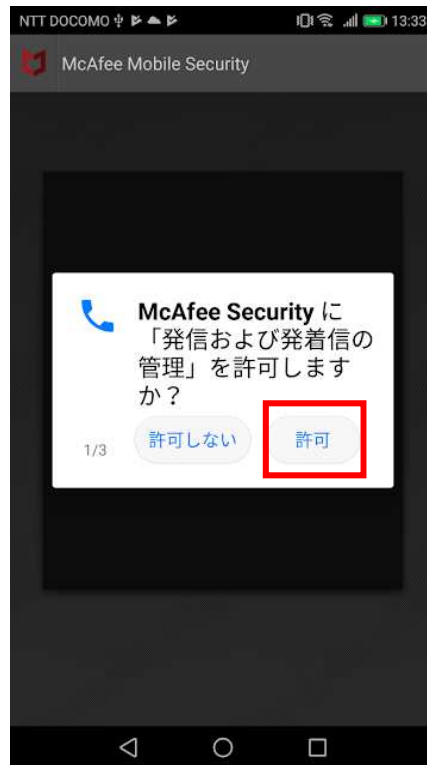 NTT DOCOMO 13:33
McAfee Mobile Security
McAfee Security に
「発信および発着信の
管理」を許可します
か？
1/3 許可しない 許可